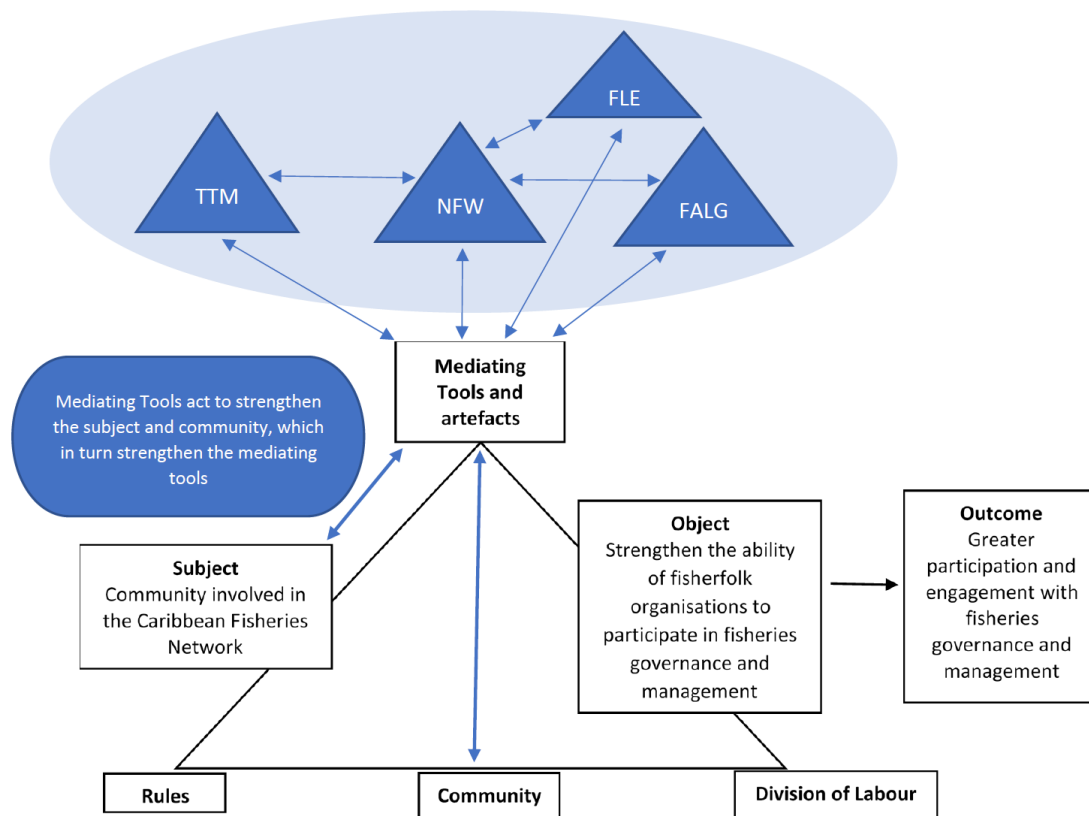 FLE
TTM
NFW
FALG
Mediating
Tools and
artefacts
Mediating Tools act to strengthen
the subject and community, which
in turn strengthen the mediating
tools
Subject
Community involved in
the Caribbean Fisheries
Network
Object
Strengthen the ability
of fisherfolk
organisations to
participate in fisheries
governance and
management
Outcome
Greater
participation and
engagement with
fisheries
governance and
management
Rules
Community
Division of Labour